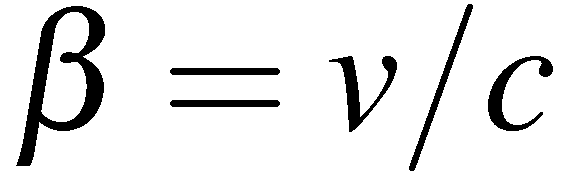 β = v/c